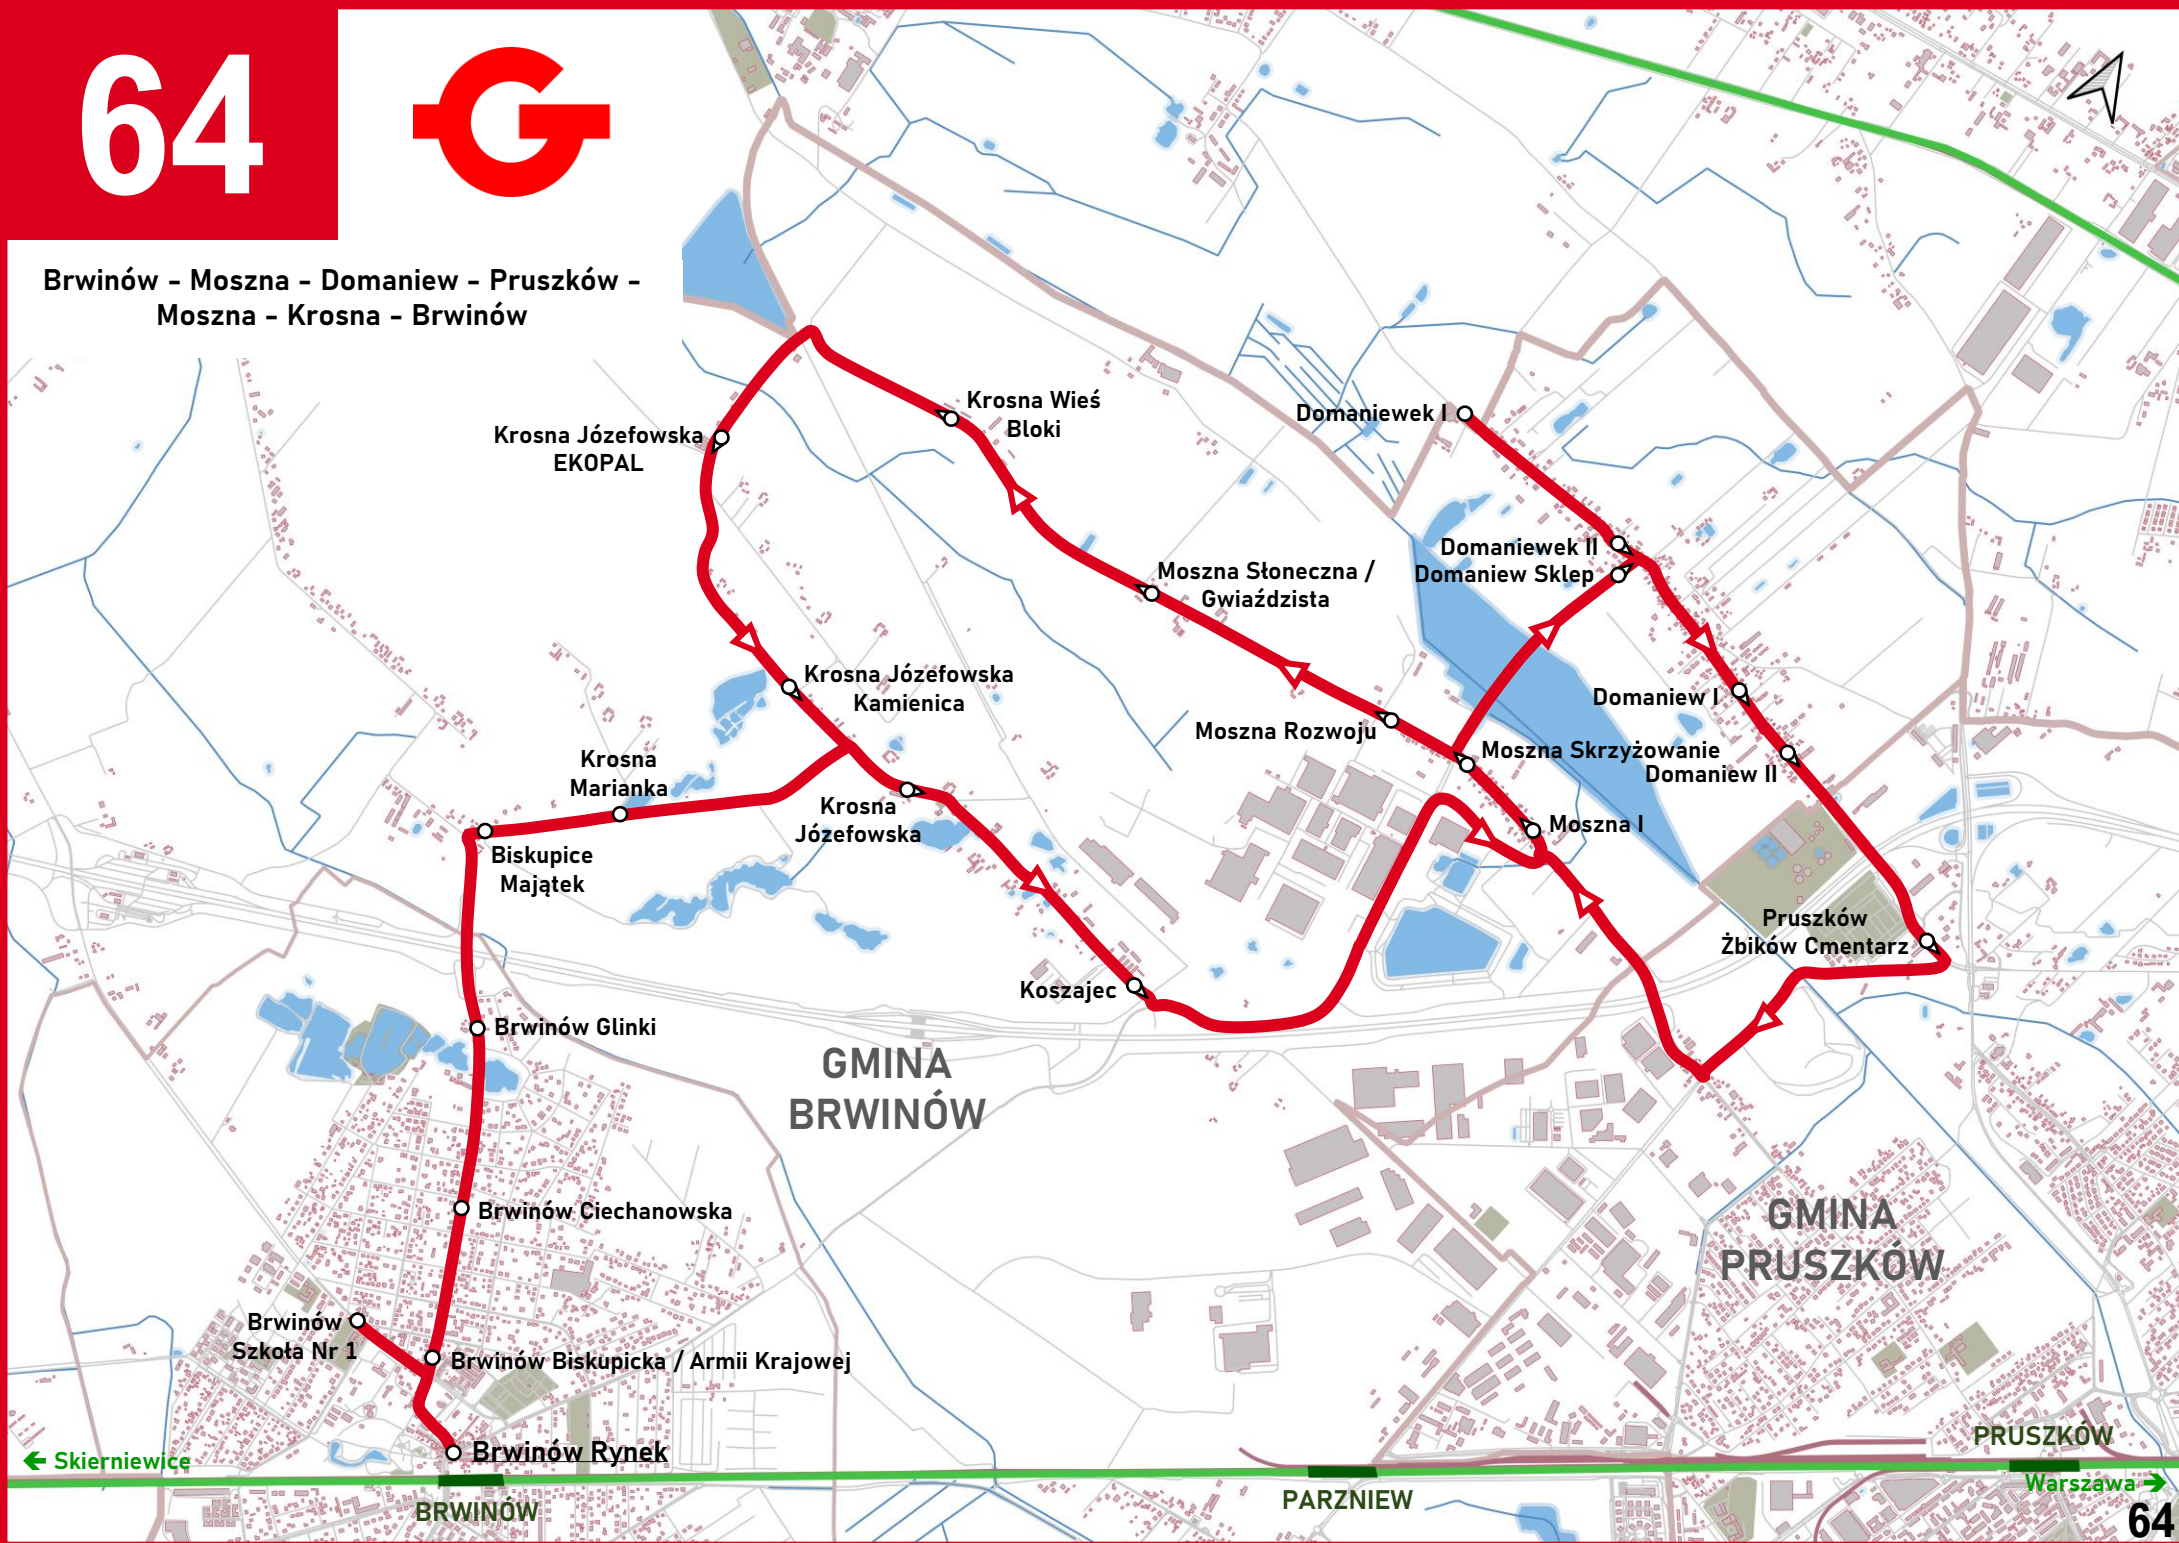 64
Brwinów - Moszna - Domaniew - Pruszków -
Moszna - Krosna - Brwinów
Krosna Wieś
Bloki
Domaniewek I
Krosna Józefowska
EKOPAL
Domaniewek II
Domaniew Sklep
Moszna Słoneczna /
Gwiaździsta
Krosna Józefowska
Kamienica
Domaniew I
Moszna Rozwoju
Moszna Skrzyżowanie
Domaniew II
Krosna
Marianka
Krosna
Józefowska
Moszna I
Biskupice
Majątek
Pruszków
Żbików Cmentarz
Koszajec
Brwinów Glinki
GMINA
BRWINÓW
Brwinów Ciechanowska
GMINA
PRUSZKÓW
Brwinów
Szkoła Nr 1
Brwinów Biskupicka / Armii Krajowej
Brwinów Rynek
PRUSZKÓW
← Skierniewice
Warszawa →
PARZNIEW
BRWINÓW
64